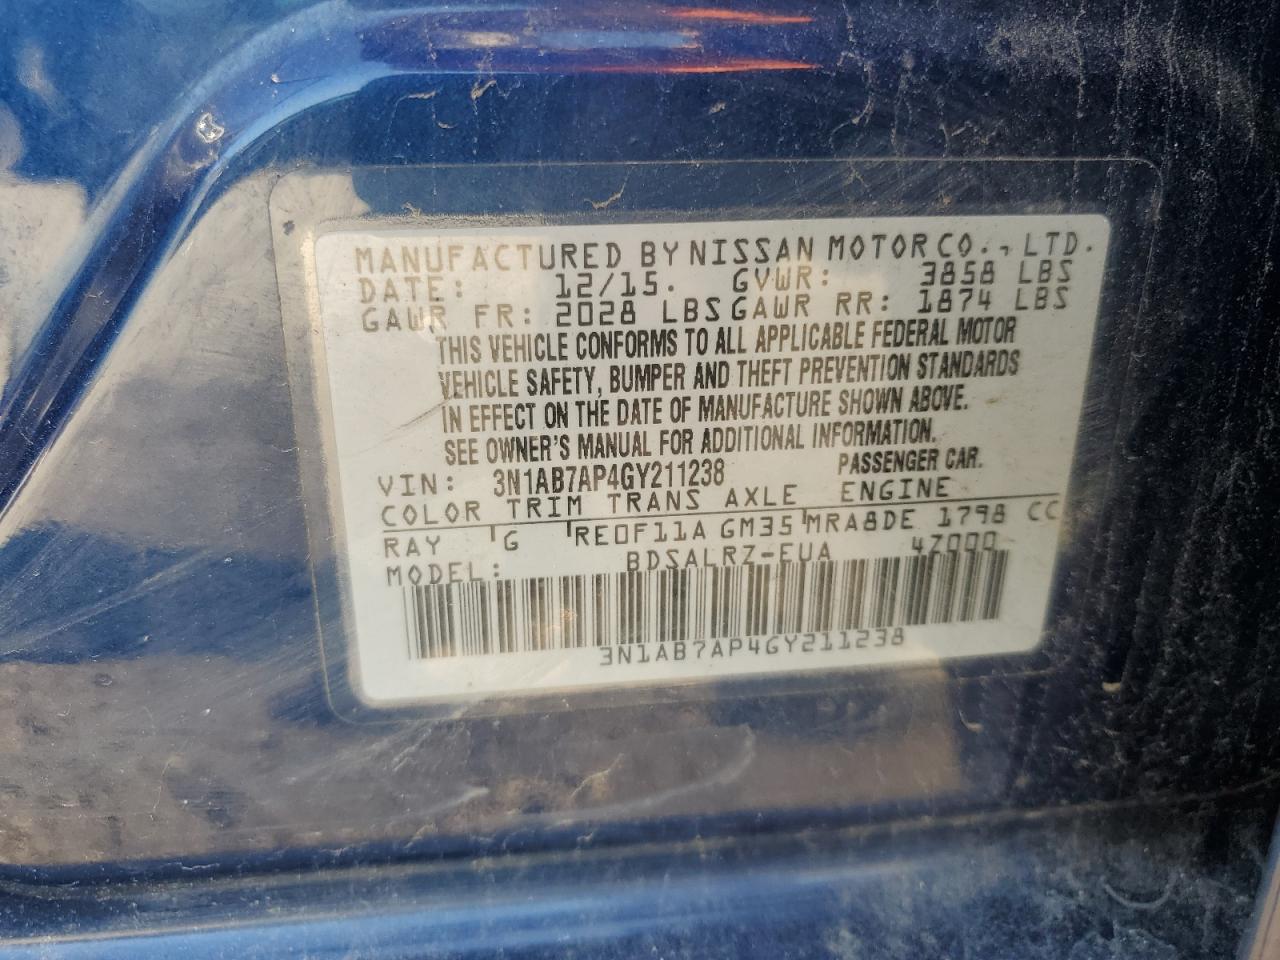 MANUFACTURED BY NISSAN MOTOR CO., LTD.
DATE: 12/15. GVWR: 3858 LBS
GAWR FR: 2028 LBS GAWR RR: 1874 LBS
THIS VEHICLE CONFORMS TO ALL APPLICABLE FEDERAL MOTOR
VEHICLE SAFETY, BUMPER AND THEFT PREVENTION STANDARDS
IN EFFECT ON THE DATE OF MANUFACTURE SHOWN ABOVE.
SEE OWNER'S MANUAL FOR ADDITIONAL INFORMATION.
VIN: 3N1AB7AP4GY211238 PASSENGER CAR.
COLOR TRIM TRANS AXLE ENGINE
RAY G RE0F11A GM35 MRA8DE 1798 CC
MODEL: BDSALRZ-EUA 4Z000
3N1AB7AP4GY211238